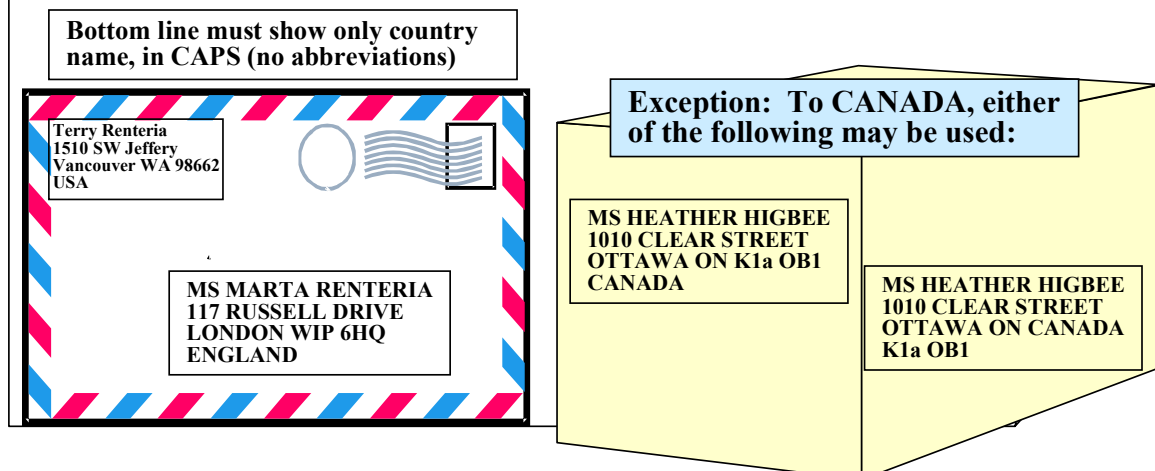 Bottom line must show only country
name, in CAPS (no abbreviations)
Terry Renteria
1510 SW Jeffery
Vancouver WA 98662
USA
MS MARTA RENTERIA
117 RUSSELL DRIVE
LONDON WIP 6HQ
ENGLAND
Exception: To CANADA, either
of the following may be used:
MS HEATHER HIGBEE
1010 CLEAR STREET
OTTAWA ON K1a OB1
CANADA
MS HEATHER HIGBEE
1010 CLEAR STREET
OTTAWA ON CANADA
K1a OB1